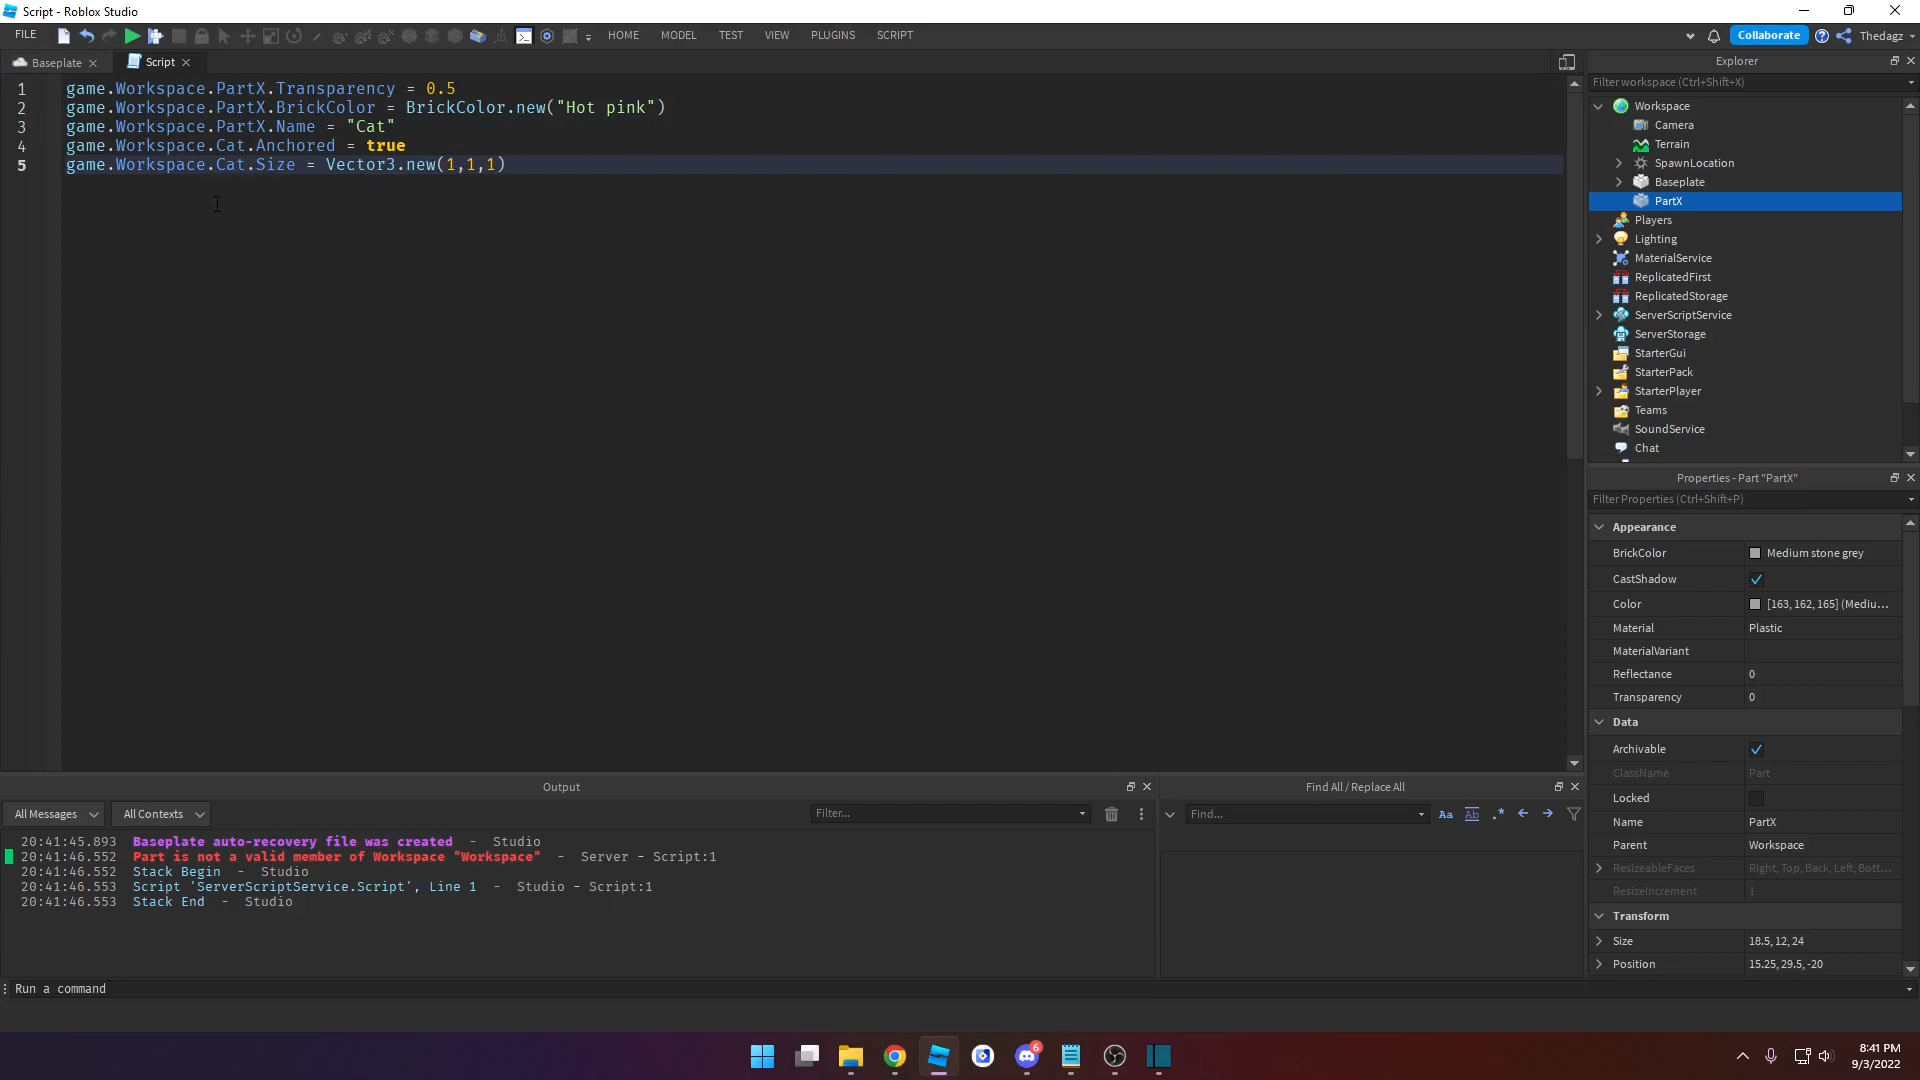 Script - Roblox Studio
FILE
HOME
MODEL
TEST
VIEW
PLUGINS
SCRIPT
Collaborate
Thedagz
Baseplate
Script
1 game.Workspace.PartX.Transparency = 0.5
2 game.Workspace.PartX.BrickColor = BrickColor.new("Hot pink")
3 game.Workspace.PartX.Name = "Cat"
4 game.Workspace.Cat.Anchored = true
5 game.Workspace.Cat.Size = Vector3.new(1,1,1)
Explorer
Filter workspace (Ctrl+Shift+X)
Workspace
Camera
Terrain
SpawnLocation
Baseplate
PartX
Players
Lighting
MaterialService
ReplicatedFirst
ReplicatedStorage
ServerScriptService
ServerStorage
StarterGui
StarterPack
StarterPlayer
Teams
SoundService
Chat
Properties - Part "PartX"
Filter Properties (Ctrl+Shift+P)
Appearance
BrickColor Medium stone grey
CastShadow
Color [163, 162, 165] (Mediu...
Material Plastic
MaterialVariant
Reflectance 0
Transparency 0
Data
Archivable
ClassName Part
Locked
Name PartX
Parent Workspace
ResizeableFaces Right, Top, Back, Left, Bott...
ResizeIncrement 1
Transform
Size 18.5, 12, 24
Position 15.25, 29.5, -20
Output
All Messages
All Contexts
Filter...
20:41:45.893 Baseplate auto-recovery file was created - Studio
20:41:46.552 Part is not a valid member of Workspace "Workspace" - Server - Script:1
20:41:46.552 Stack Begin - Studio
20:41:46.553 Script 'ServerScriptService.Script', Line 1 - Studio - Script:1
20:41:46.553 Stack End - Studio
Find All / Replace All
Find...
Aa
Ab
.*
Run a command
6
8:41 PM
9/3/2022